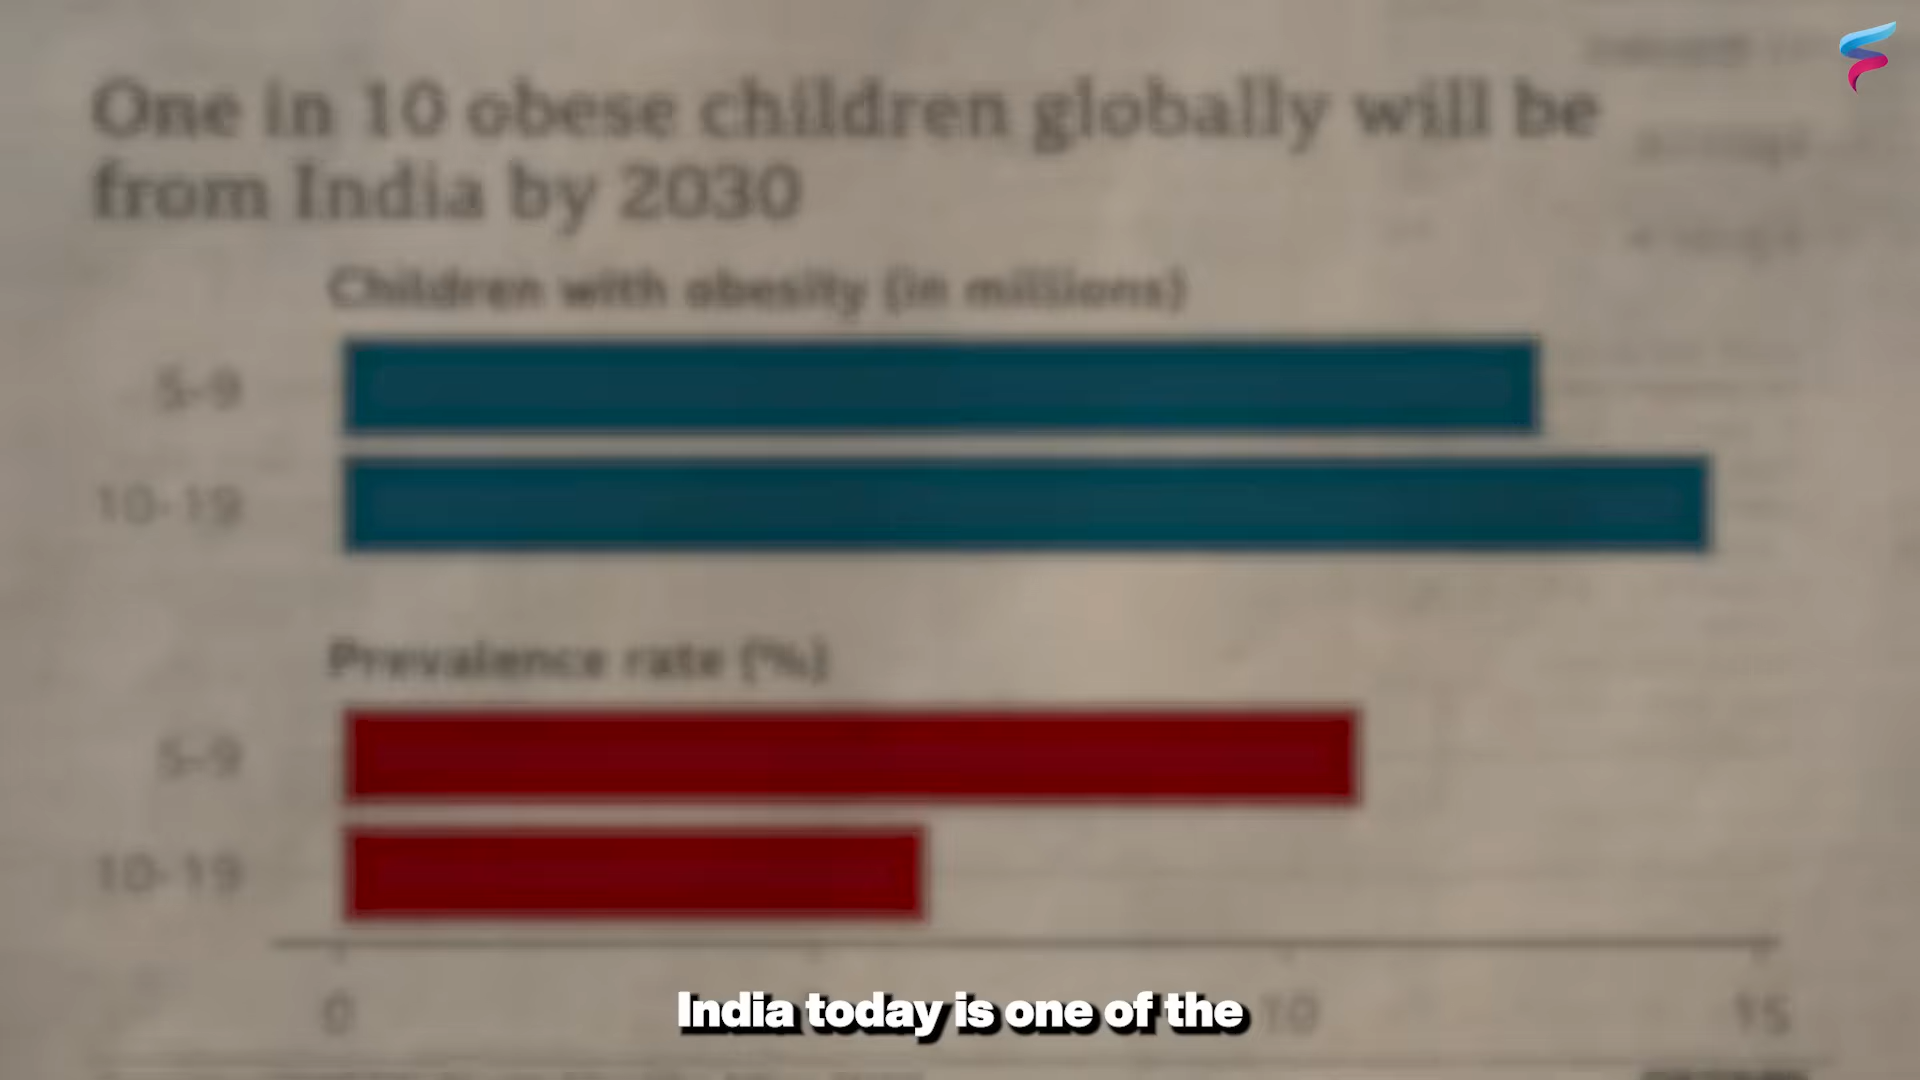 One in 10 obese children globally will be
from India by 2030
Children with obesity (in millions)
5-9
10-19
Prevalence rate (%)
5-9
10-19
0
10
15
India today is one of the